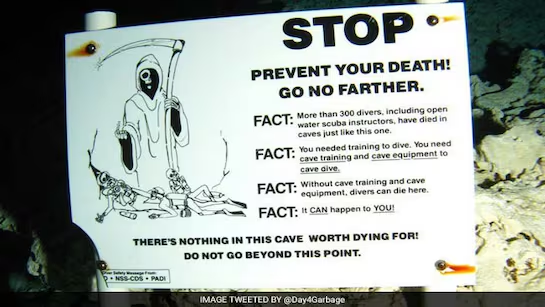 STOP
PREVENT YOUR DEATH!
GO NO FARTHER.
FACT: More than 300 divers, including open
water scuba instructors, have died in
caves just like this one.
FACT: You needed training to dive. You need
cave training and cave equipment to
cave dive.
FACT: Without cave training and cave
equipment, divers can die here.
FACT: It CAN happen to YOU!
THERE'S NOTHING IN THIS CAVE WORTH DYING FOR!
DO NOT GO BEYOND THIS POINT.
Safety Message From:
• NSS-CDS • PADI
IMAGE TWEETED BY @Day4Garbage